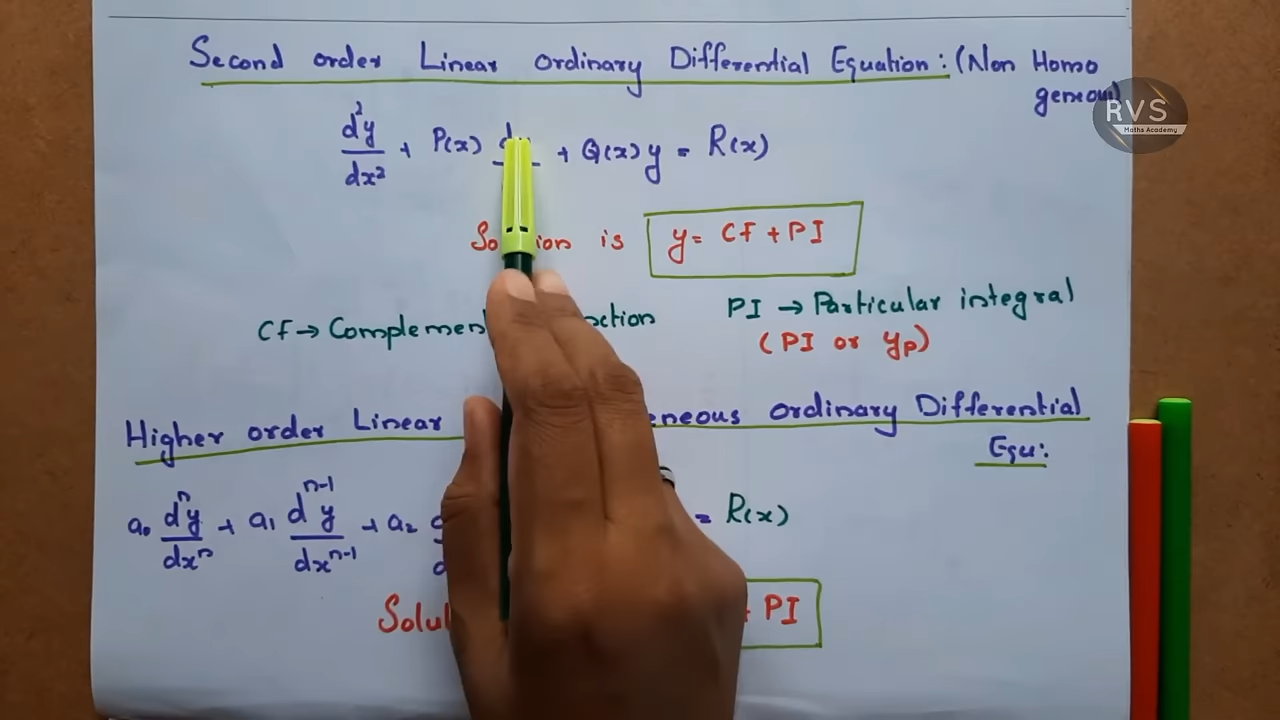 Second order Linear ordinary Differential Equation: (Non Homo
geneous)
RVS
Maths Academy
d²y/dx² + P(x) + Q(x) y = R(x)
is y = CF + PI
CF → PI → Particular integral
(PI or yp)
Higher order Linear ordinary Differential
Equ:
a₀ dⁿy/dxⁿ + a₁ dⁿ⁻¹y/dxⁿ⁻¹ + a₂ = R(x)
PI